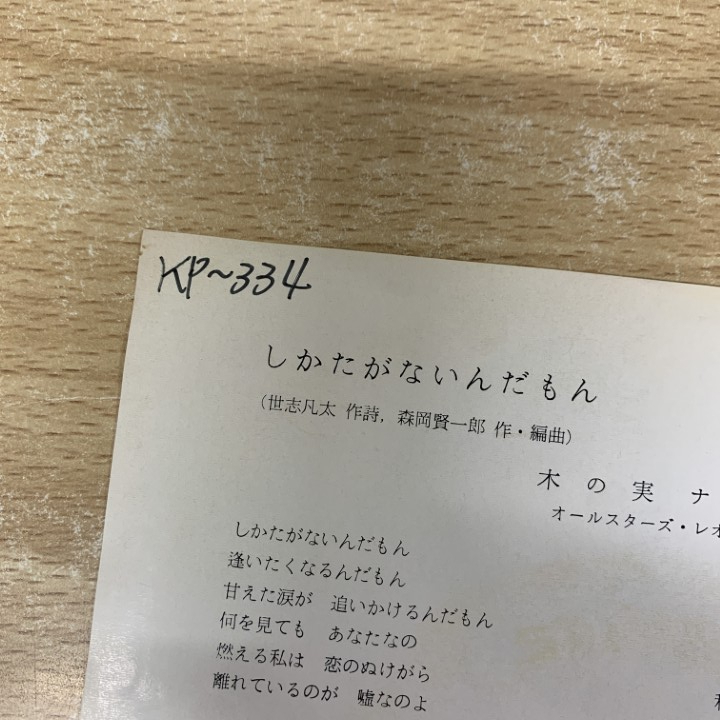 KP~334
しかたがないんだもん
(世志凡太 作詩, 森岡賢一郎 作・編曲)
木の実ナ
オールスターズ・レオ
しかたがないんだもん
逢いたくなるんだもん
甘えた涙が 追いかけるんだもん
何を見ても あなたなの
燃える私は 恋のぬけがら
離れているのが 嘘なのよ